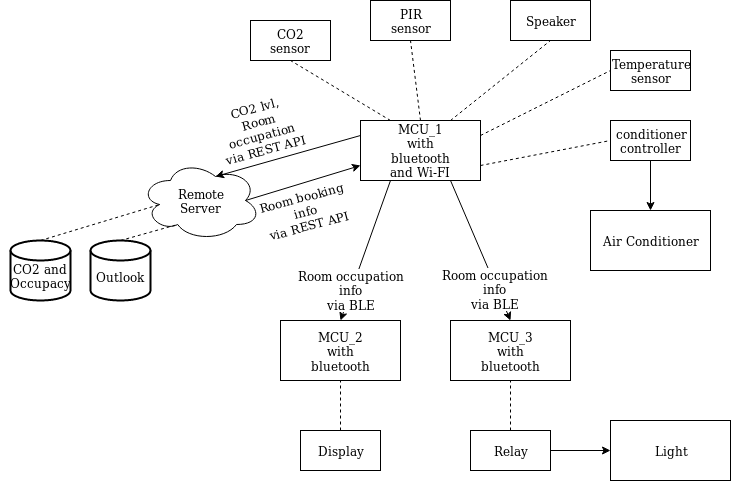 PIR
sensor
Speaker
CO2
sensor
Temperature
sensor
CO2 lvl,
Room
occupation
via REST API
MCU_1
with
bluetooth
and Wi-FI
conditioner
controller
Remote
Server
Room booking
info
via REST API
Air Conditioner
CO2 and
Occupacy
Outlook
Room occupation
info
via BLE
Room occupation
info
via BLE
MCU_2
with
bluetooth
MCU_3
with
bluetooth
Display
Relay
Light